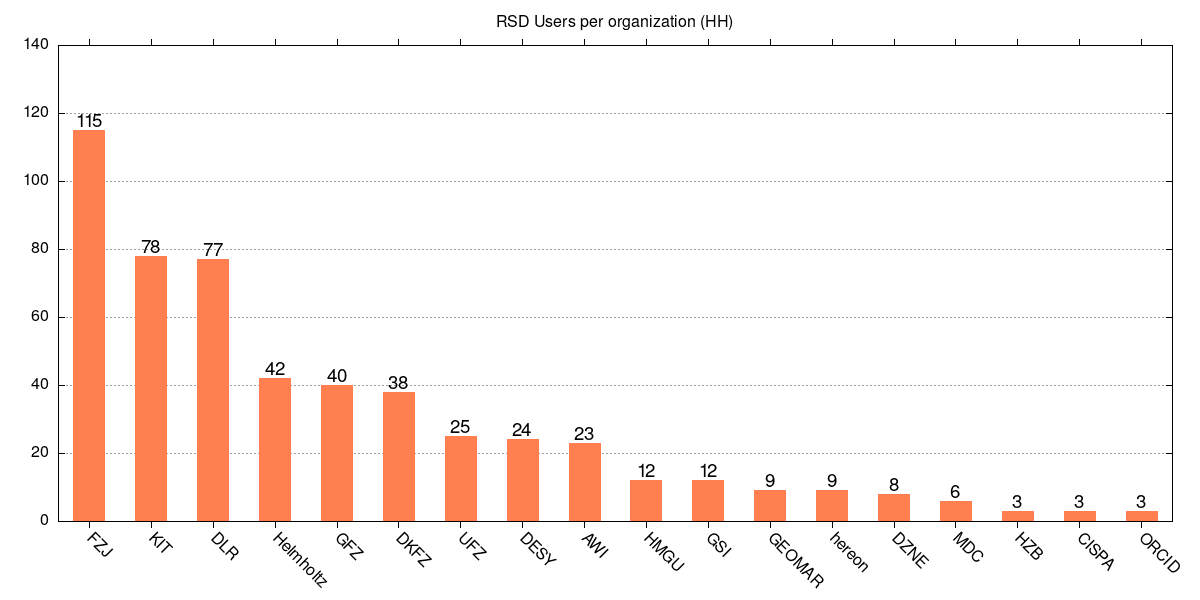 RSD Users per organization (HH)
140
120
100
80
60
40
20
0
115
78
77
42
40
38
25
24
23
12
12
9
9
8
6
3
3
3
FZJ
KIT
DLR
Helmholtz
GFZ
DKFZ
UFZ
DESY
AWI
HMGU
GSI
GEOMAR
hereon
DZNE
MDC
HZB
CISPA
ORCID